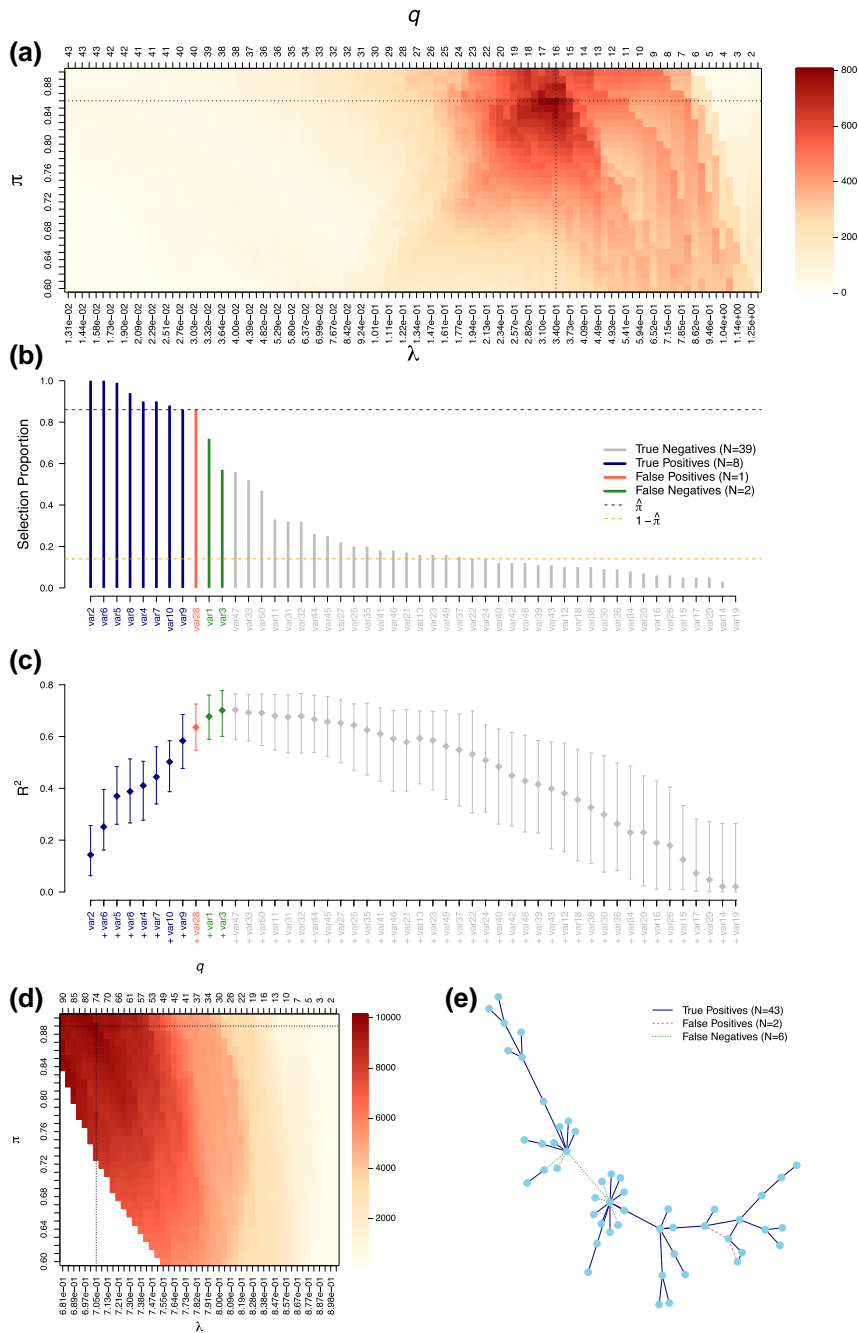 q
(a)
43 43 43 42 42 41 41 40 40 39 38 38 37 36 35 32 32 31 30 29 28 27 26 25 23 22 20 19 18 17 16 15 14 13 12 11 10 9 8 7 5 4 3 2
π
0.88
0.84
0.80
0.76
0.72
0.68
0.64
0.60
800
600
400
200
0
1.31e−02 1.44e−02 1.58e−02 1.73e−02 1.90e−02 2.09e−02 2.29e−02 2.51e−02 2.76e−02 3.03e−02 3.32e−02 3.64e−02 4.00e−02 4.39e−02 4.82e−02 5.29e−02 5.80e−02 6.37e−02 6.99e−02 7.67e−02 8.42e−02 9.24e−02 1.01e−01 1.11e−01 1.22e−01 1.34e−01 1.47e−01 1.61e−01 1.77e−01 1.94e−01 2.13e−01 2.34e−01 2.57e−01 2.82e−01 3.10e−01 3.40e−01 3.73e−01 4.09e−01 4.49e−01 4.93e−01 5.41e−01 5.94e−01 6.52e−01 7.15e−01 7.85e−01 8.62e−01 9.46e−01 1.04e+00 1.14e+00 1.25e+00
λ
(b)
Selection Proportion
1.0
0.8
0.6
0.4
0.2
0.0
True Negatives (N=39)
True Positives (N=8)
False Positives (N=1)
False Negatives (N=2)
π̂
1 − π̂
var2 var6 var5 var8 var4 var7 var10 var9 var28 var1 var3 var47 var33 var50 var11 var31 var32 var44 var45 var27 var25 var35 var41 var46 var21 var13 var23 var49 var37 var22 var24 var40 var42 var48 var39 var43 var12 var18 var38 var30 var36 var34 var20 var16 var26 var15 var17 var29 var14 var19
(c)
R²
0.8
0.6
0.4
0.2
0.0
var2 + var6 + var5 + var8 + var4 + var7 + var10 + var9 + var28 + var1 + var3 + var47 + var33 + var50 + var11 + var31 + var32 + var44 + var45 + var27 + var25 + var35 + var41 + var46 + var21 + var13 + var23 + var49 + var37 + var22 + var24 + var40 + var42 + var48 + var39 + var43 + var12 + var18 + var38 + var30 + var36 + var34 + var20 + var16 + var26 + var15 + var17 + var29 + var14 + var19
q
(d)
90 85 80 74 70 66 61 57 53 49 45 41 37 34 30 26 22 19 16 13 10 7 5 3 2
π
0.88
0.84
0.80
0.76
0.72
0.68
0.64
0.60
10000
8000
6000
4000
2000
6.81e−01 6.89e−01 6.97e−01 7.05e−01 7.13e−01 7.21e−01 7.30e−01 7.38e−01 7.47e−01 7.55e−01 7.64e−01 7.73e−01 7.82e−01 7.91e−01 8.00e−01 8.09e−01 8.19e−01 8.28e−01 8.38e−01 8.47e−01 8.57e−01 8.67e−01 8.77e−01 8.87e−01 8.98e−01
λ
(e)
True Positives (N=43)
False Positives (N=2)
False Negatives (N=6)